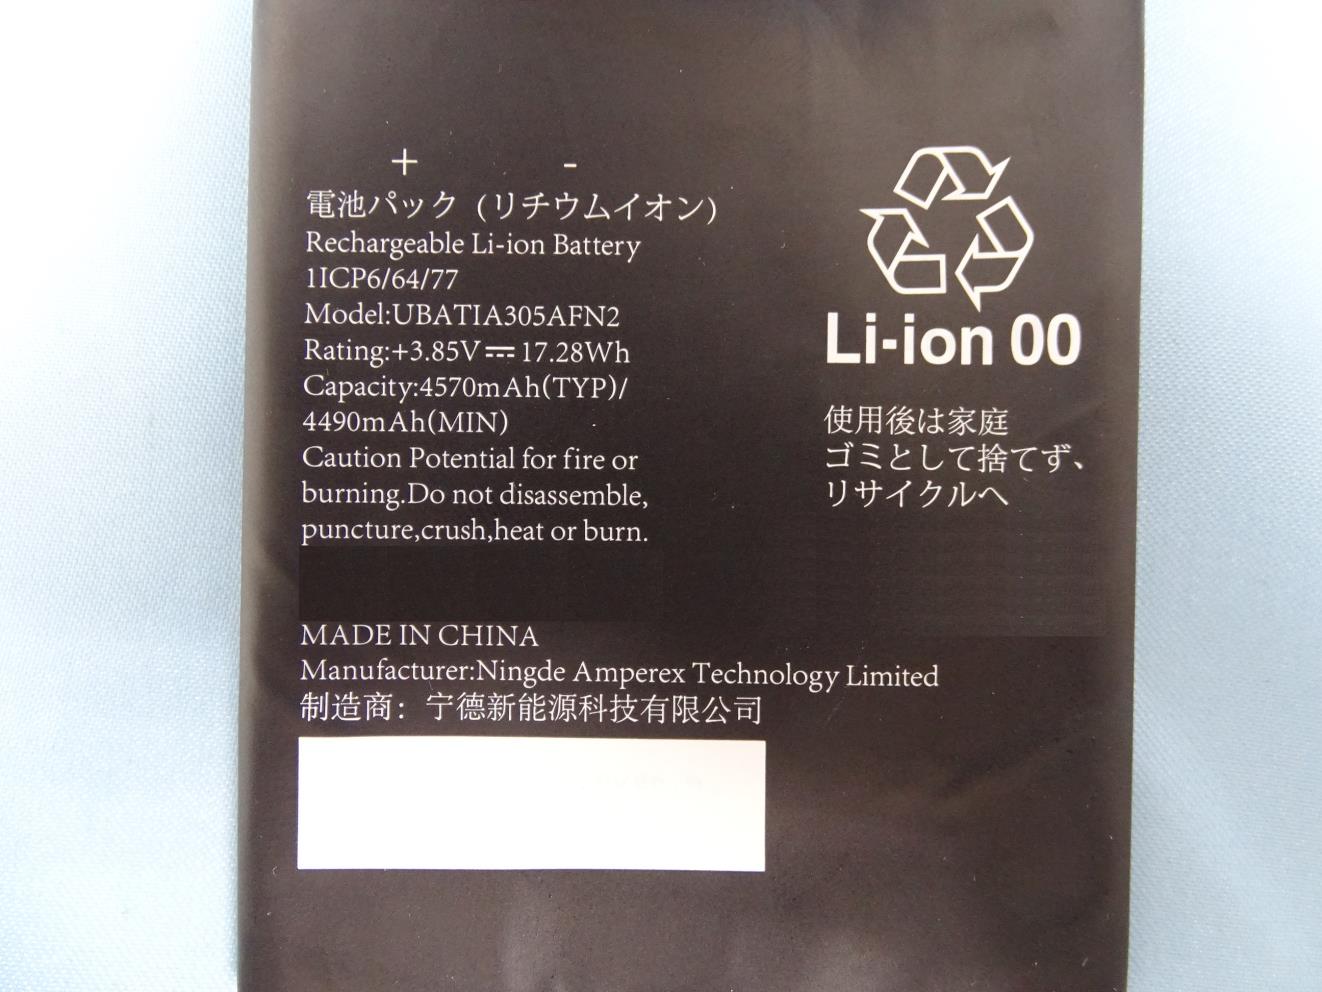 + -
電池パック (リチウムイオン)
Rechargeable Li-ion Battery
1ICP6/64/77
Model:UBATIA305AFN2
Rating:+3.85V⎓17.28Wh
Capacity:4570mAh(TYP)/
4490mAh(MIN)
Caution Potential for fire or
burning.Do not disassemble,
puncture,crush,heat or burn.
MADE IN CHINA
Manufacturer:Ningde Amperex Technology Limited
制造商：宁德新能源科技有限公司
Li-ion 00
使用後は家庭
ゴミとして捨てず、
リサイクルへ